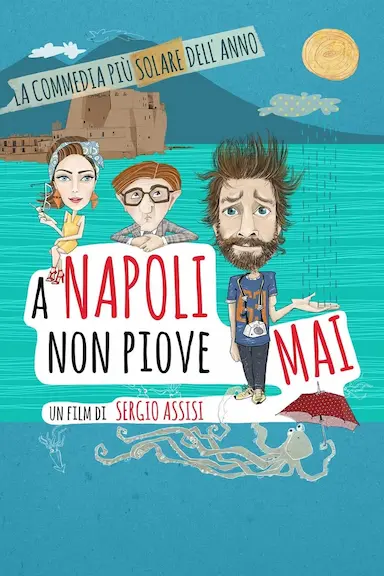 LA COMMEDIA PIÙ SOLARE DELL'ANNO
A NAPOLI
NON PIOVE
MAI
UN FILM DI SERGIO ASSISI